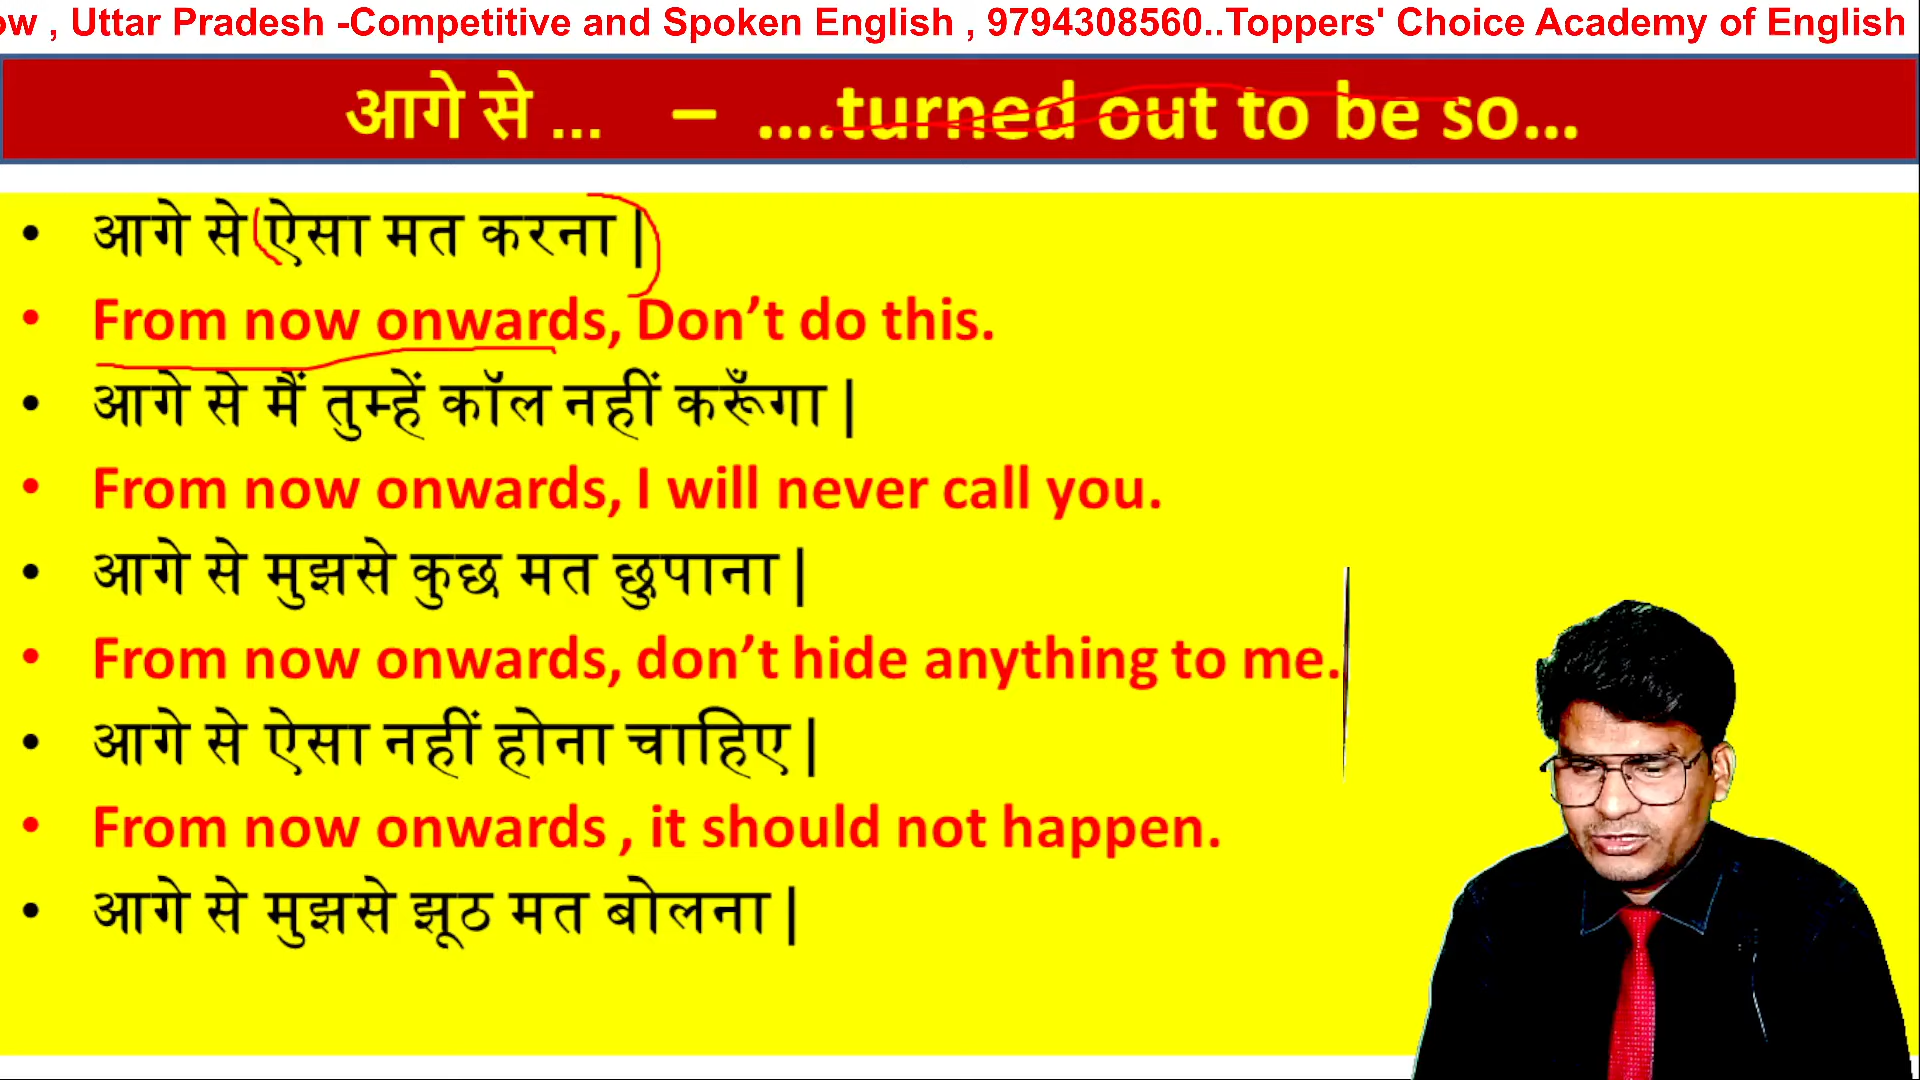 ow , Uttar Pradesh -Competitive and Spoken English , 9794308560..Toppers' Choice Academy of English
आगे से ... – ....turned out to be so...
• आगे से ऐसा मत करना |
• From now onwards, Don’t do this.
• आगे से मैं तुम्हें कॉल नहीं करूँगा |
• From now onwards, I will never call you.
• आगे से मुझसे कुछ मत छुपाना |
• From now onwards, don’t hide anything to me.
• आगे से ऐसा नहीं होना चाहिए |
• From now onwards , it should not happen.
• आगे से मुझसे झूठ मत बोलना |